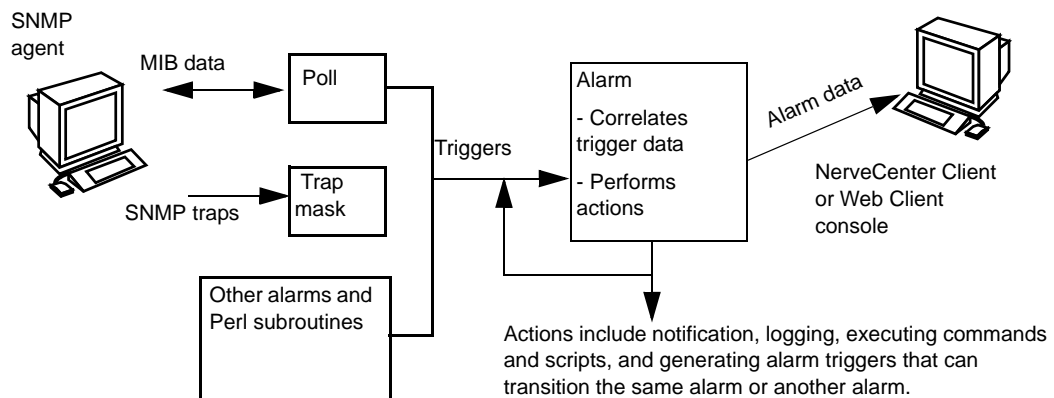 SNMP
agent
MIB data
Poll
SNMP traps
Trap
mask
Other alarms and
Perl subroutines
Triggers
Alarm
- Correlates
trigger data
- Performs
actions
Alarm data
NerveCenter Client
or Web Client
console
Actions include notification, logging, executing commands
and scripts, and generating alarm triggers that can
transition the same alarm or another alarm.